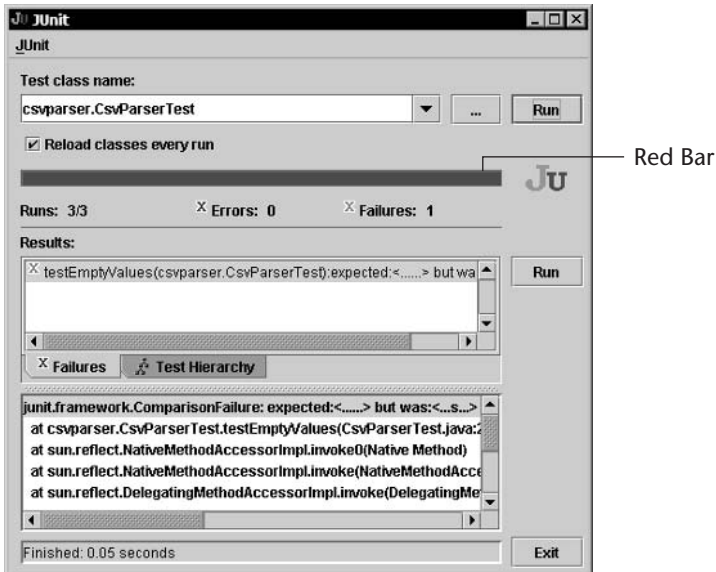 JU JUnit
JUnit
Test class name:
csvparser.CsvParserTest
...
Run
Reload classes every run
Red Bar
JU
Runs: 3/3
X Errors: 0
X Failures: 1
Results:
X testEmptyValues(csvparser.CsvParserTest):expected:<......> but wa
Run
X Failures
Test Hierarchy
junit.framework.ComparisonFailure: expected:<......> but was:<...s...>
at csvparser.CsvParserTest.testEmptyValues(CsvParserTest.java:2
at sun.reflect.NativeMethodAccessorImpl.invoke0(Native Method)
at sun.reflect.NativeMethodAccessorImpl.invoke(NativeMethodAcce
at sun.reflect.DelegatingMethodAccessorImpl.invoke(DelegatingMe
Finished: 0.05 seconds
Exit